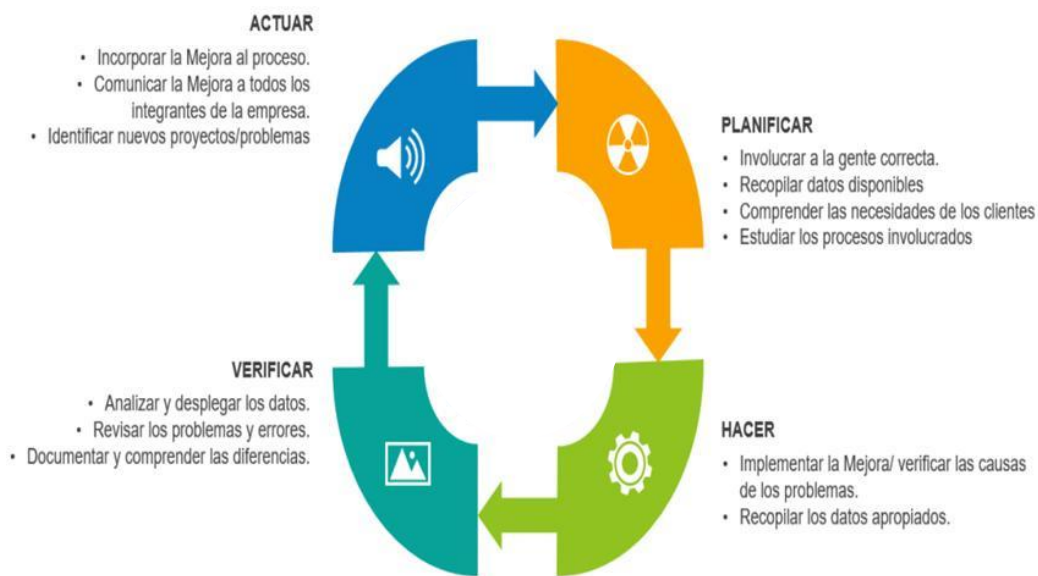 ACTUAR
• Incorporar la Mejora al proceso.
• Comunicar la Mejora a todos los
integrantes de la empresa.
• Identificar nuevos proyectos/problemas
PLANIFICAR
• Involucrar a la gente correcta.
• Recopilar datos disponibles
• Comprender las necesidades de los clientes
• Estudiar los procesos involucrados
VERIFICAR
• Analizar y desplegar los datos.
• Revisar los problemas y errores.
• Documentar y comprender las diferencias.
HACER
• Implementar la Mejora/ verificar las causas
de los problemas.
• Recopilar los datos apropiados.